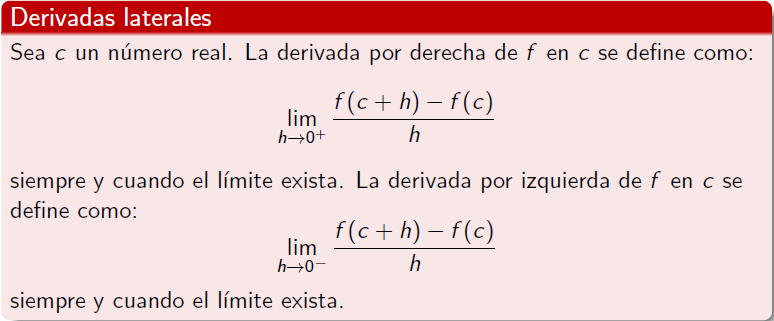 Derivadas laterales
Sea c un número real. La derivada por derecha de f en c se define como:
lim_{h→0⁺} \frac{f(c + h) − f(c)}{h}
siempre y cuando el límite exista. La derivada por izquierda de f en c se
define como:
lim_{h→0⁻} \frac{f(c + h) − f(c)}{h}
siempre y cuando el límite exista.